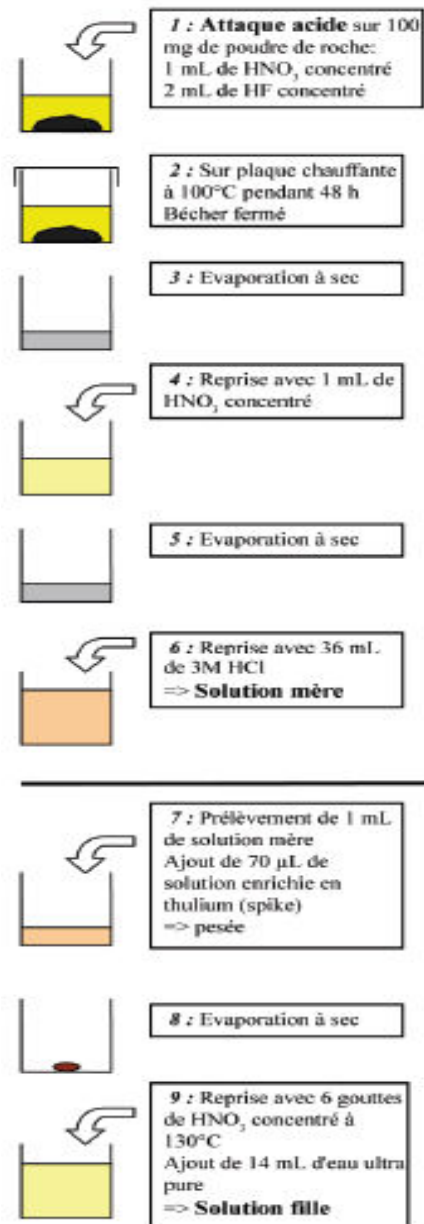 1 : Attaque acide sur 100
mg de poudre de roche:
1 mL de HNO₃ concentré
2 mL de HF concentré
2 : Sur plaque chauffante
à 100°C pendant 48 h
Bécher fermé
3 : Evaporation à sec
4 : Reprise avec 1 mL de
HNO₃ concentré
5 : Evaporation à sec
6 : Reprise avec 36 mL
de 3M HCl
=> Solution mère
7 : Prélèvement de 1 mL
de solution mère
Ajout de 70 µL de
solution enrichie en
thulium (spike)
=> pesée
8 : Evaporation à sec
9 : Reprise avec 6 gouttes
de HNO₃ concentré à
130°C
Ajout de 14 mL d'eau ultra
pure
=> Solution fille